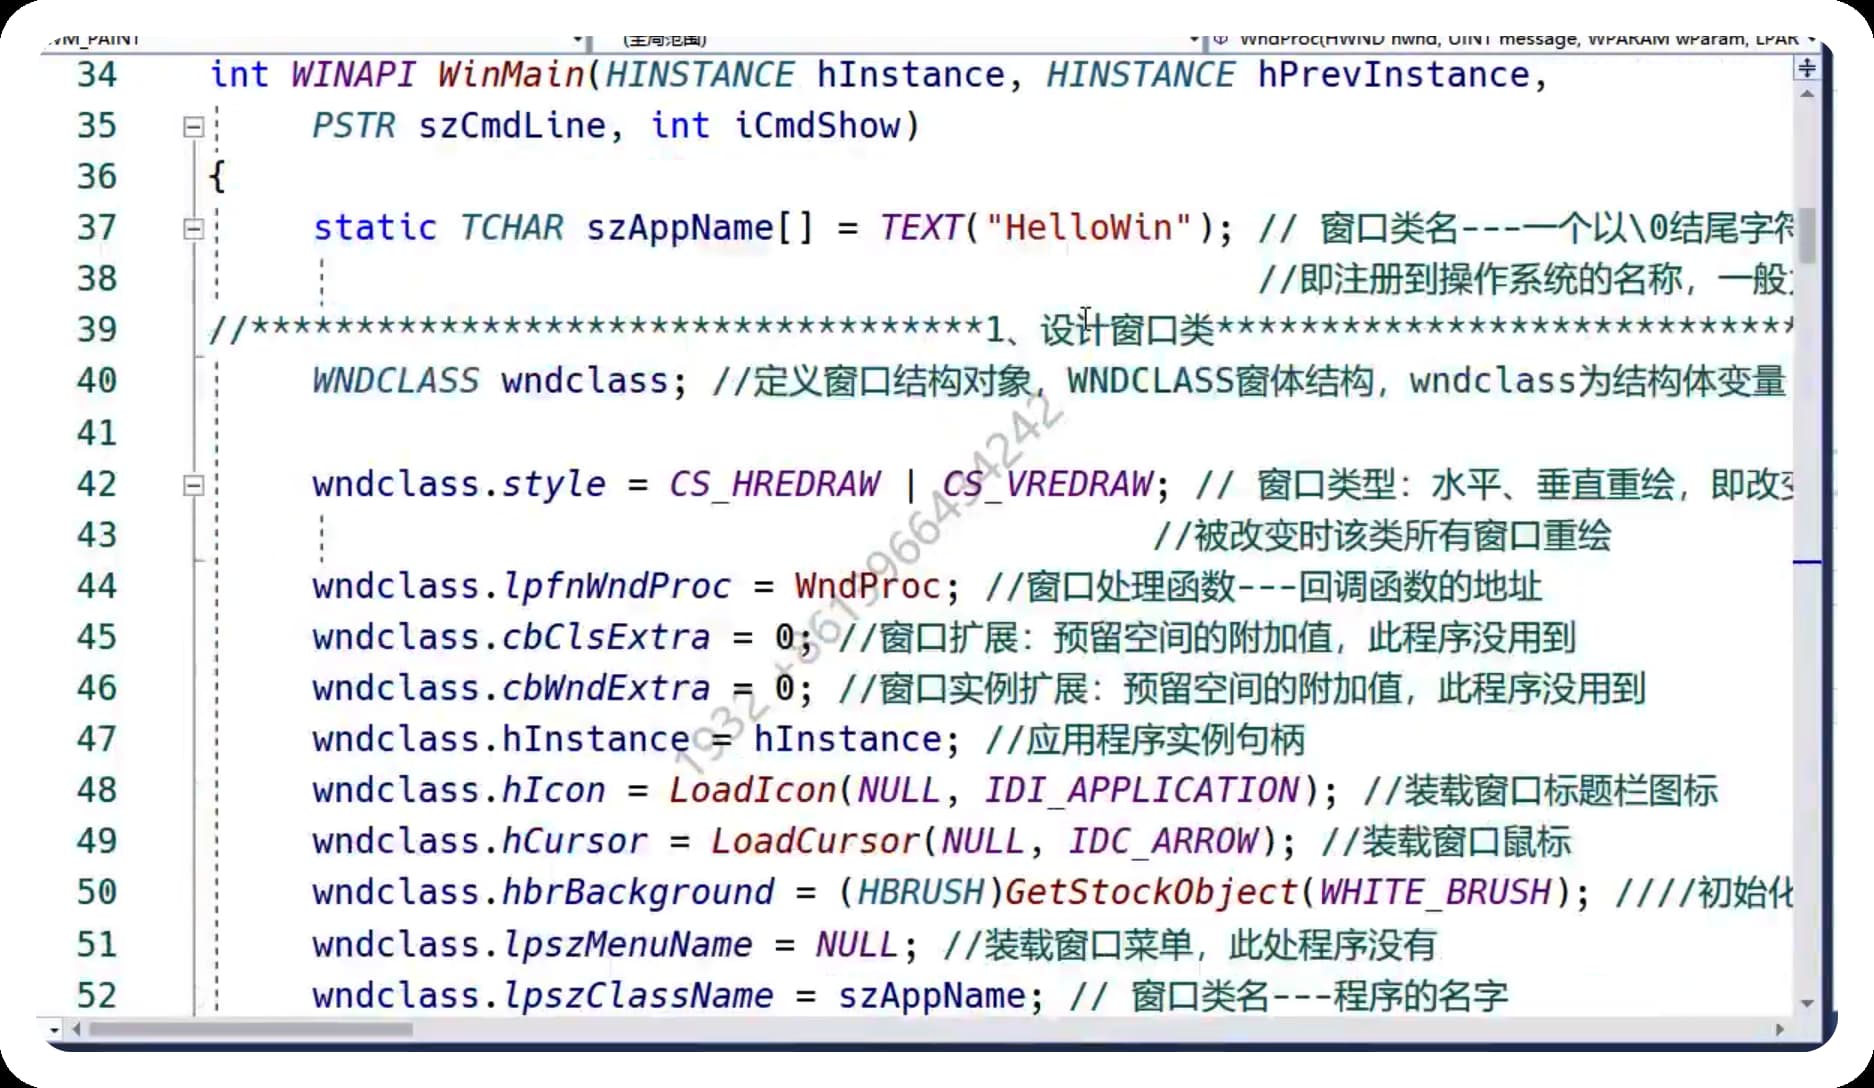 WM_PAINT (全局范围) WndProc(HWND hwnd, UINT message, WPARAM wParam, LPAR
34 int WINAPI WinMain(HINSTANCE hInstance, HINSTANCE hPrevInstance,
35 PSTR szCmdLine, int iCmdShow)
36 {
37 static TCHAR szAppName[] = TEXT("HelloWin"); // 窗口类名---一个以\0结尾字符
38 //即注册到操作系统的名称，一般
39 //***********************************1、设计窗口类****************************
40 WNDCLASS wndclass; //定义窗口结构对象，WNDCLASS窗体结构，wndclass为结构体变量
41
42 wndclass.style = CS_HREDRAW | CS_VREDRAW; // 窗口类型：水平、垂直重绘，即改变
43 //被改变时该类所有窗口重绘
44 wndclass.lpfnWndProc = WndProc; //窗口处理函数---回调函数的地址
45 wndclass.cbClsExtra = 0; //窗口扩展：预留空间的附加值，此程序没用到
46 wndclass.cbWndExtra = 0; //窗口实例扩展：预留空间的附加值，此程序没用到
47 wndclass.hInstance = hInstance; //应用程序实例句柄
48 wndclass.hIcon = LoadIcon(NULL, IDI_APPLICATION); //装载窗口标题栏图标
49 wndclass.hCursor = LoadCursor(NULL, IDC_ARROW); //装载窗口鼠标
50 wndclass.hbrBackground = (HBRUSH)GetStockObject(WHITE_BRUSH); ////初始化
51 wndclass.lpszMenuName = NULL; //装载窗口菜单，此处程序没有
52 wndclass.lpszClassName = szAppName; // 窗口类名---程序的名字